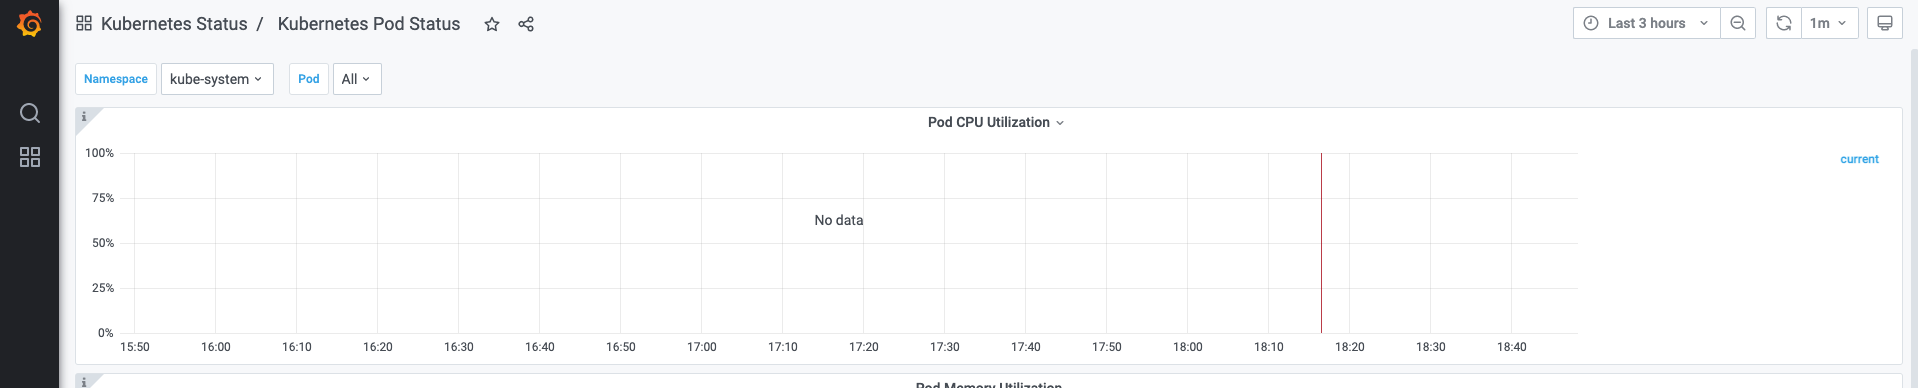 Kubernetes Status / Kubernetes Pod Status
Last 3 hours
1m
Namespace kube-system Pod All
i
Pod CPU Utilization
100%
75%
50%
25%
0%
No data
current
15:50 16:00 16:10 16:20 16:30 16:40 16:50 17:00 17:10 17:20 17:30 17:40 17:50 18:00 18:10 18:20 18:30 18:40
i
Pod Memory Utilization